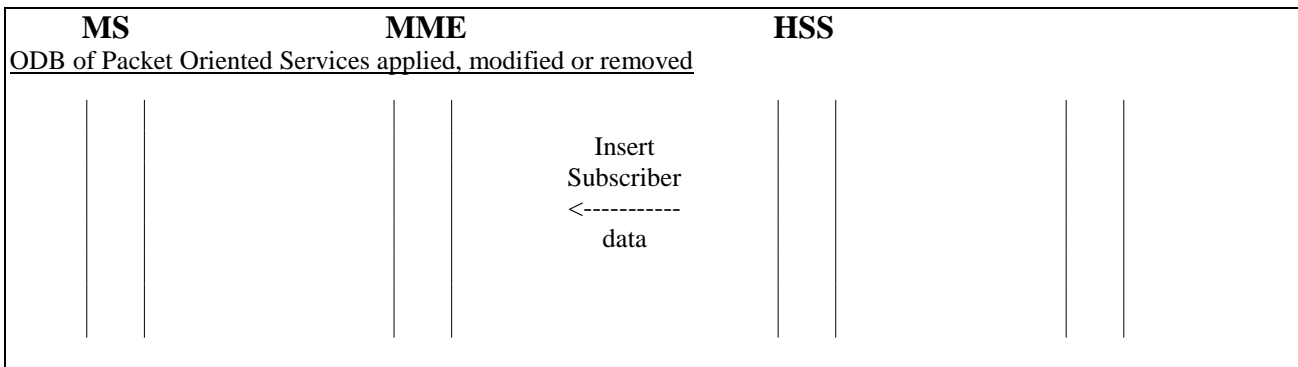 MS MME HSS
ODB of Packet Oriented Services applied, modified or removed
Insert
Subscriber
<-----------
data